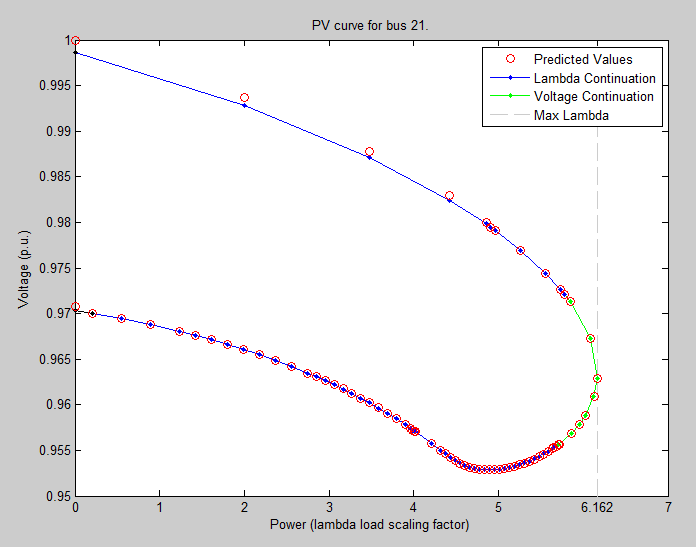 PV curve for bus 21.
1
0.995
0.99
0.985
0.98
0.975
0.97
0.965
0.96
0.955
0.95
Voltage (p.u.)
Predicted Values
Lambda Continuation
Voltage Continuation
Max Lambda
0 1 2 3 4 5 6.162 7
Power (lambda load scaling factor)